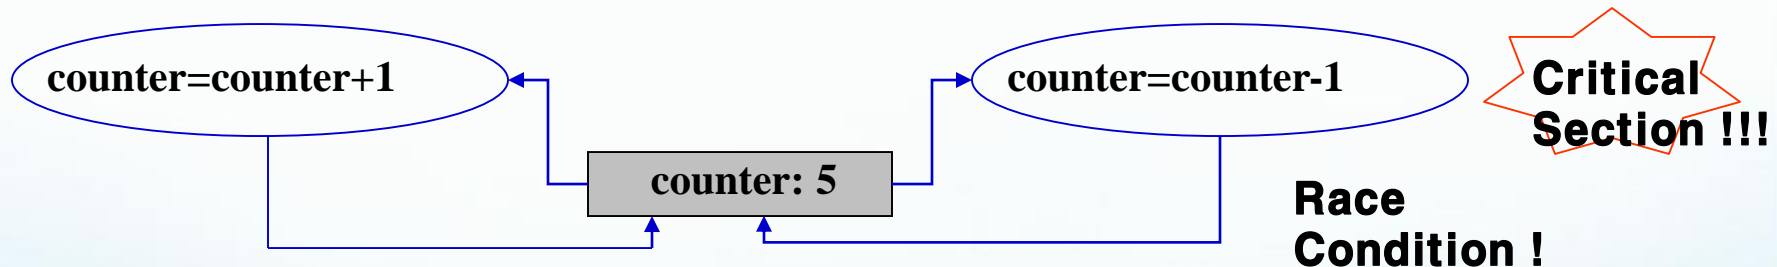 counter=counter+1
counter=counter-1
Critical
Section !!!
counter: 5
Race
Condition !